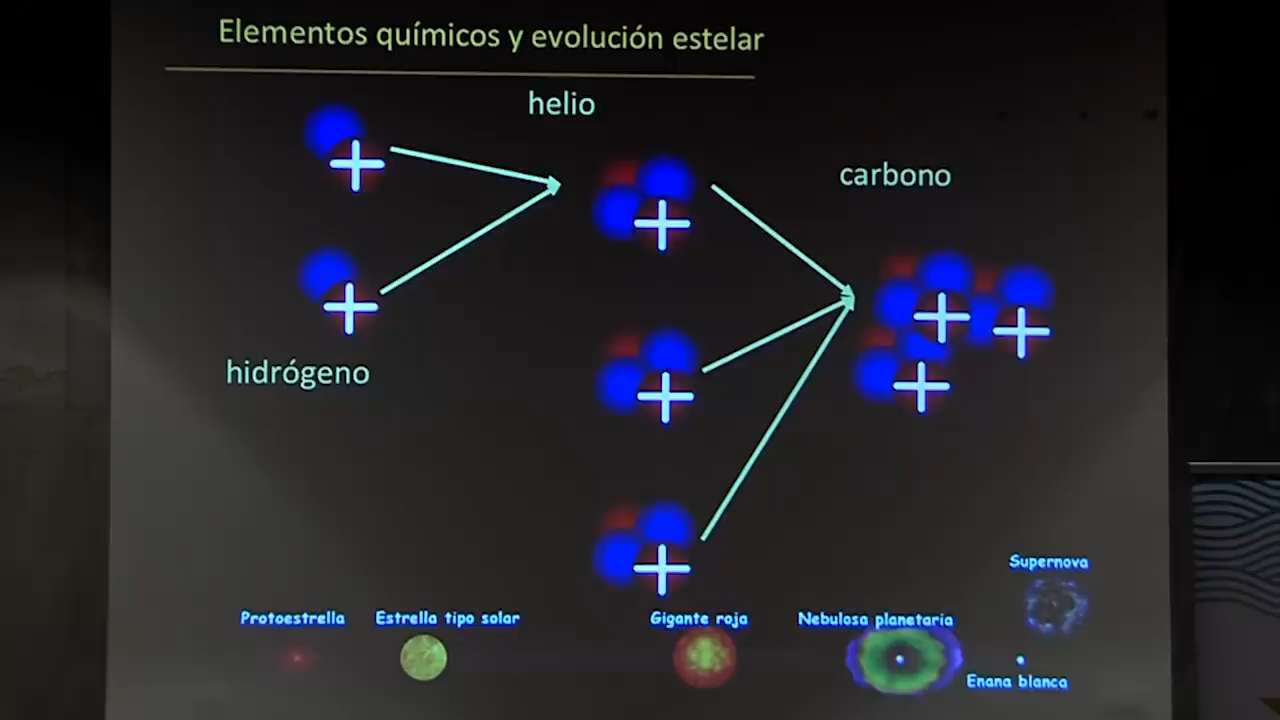 Elementos químicos y evolución estelar
helio
carbono
hidrógeno
Supernova
Protoestrella
Estrella tipo solar
Gigante roja
Nebulosa planetaria
Enana blanca